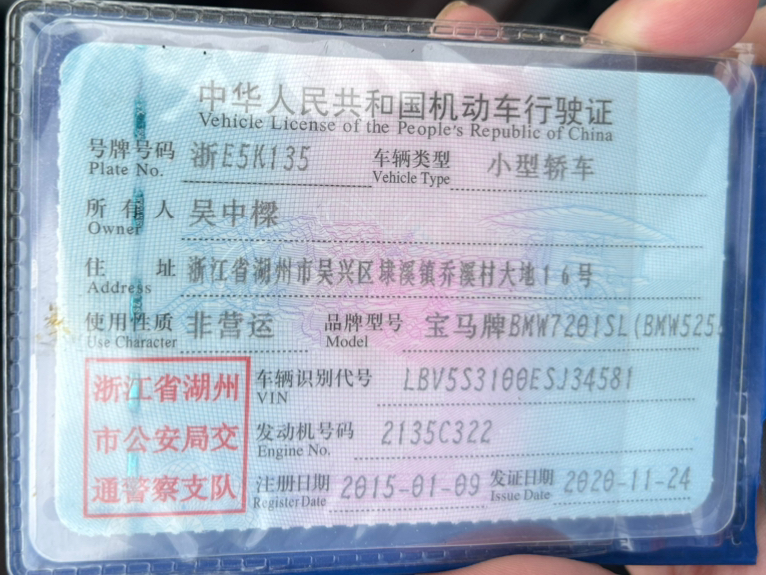 中华人民共和国机动车行驶证
Vehicle License of the People's Republic of China
号牌号码 浙E5K135 车辆类型 小型轿车
Plate No. Vehicle Type
所有人 吴中樑
Owner
住址 浙江省湖州市吴兴区埭溪镇乔溪村大地16号
Address
使用性质 非营运 品牌型号 宝马牌BMW7201SL(BMW525
Use Character Model
浙江省湖州
市公安局交
通警察支队
车辆识别代号 LBV5S3100ESJ34581
VIN
发动机号码 2135C322
Engine No.
注册日期 2015-01-09 发证日期 2020-11-24
Register Date Issue Date